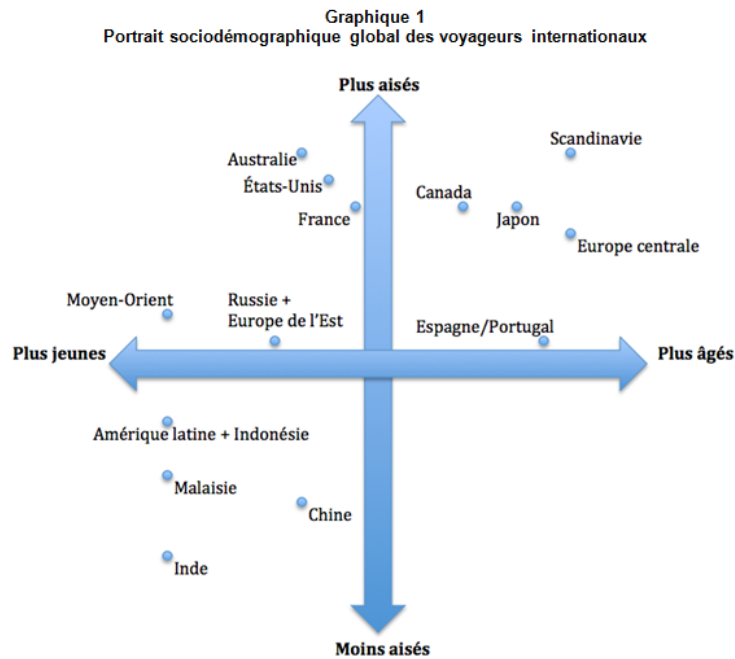 Graphique 1
Portrait sociodémographique global des voyageurs internationaux
Plus aisés
Scandinavie
Australie
États-Unis
Canada
France
Japon
Europe centrale
Moyen-Orient
Russie +
Europe de l'Est
Espagne/Portugal
Plus jeunes
Plus âgés
Amérique latine + Indonésie
Malaisie
Chine
Inde
Moins aisés